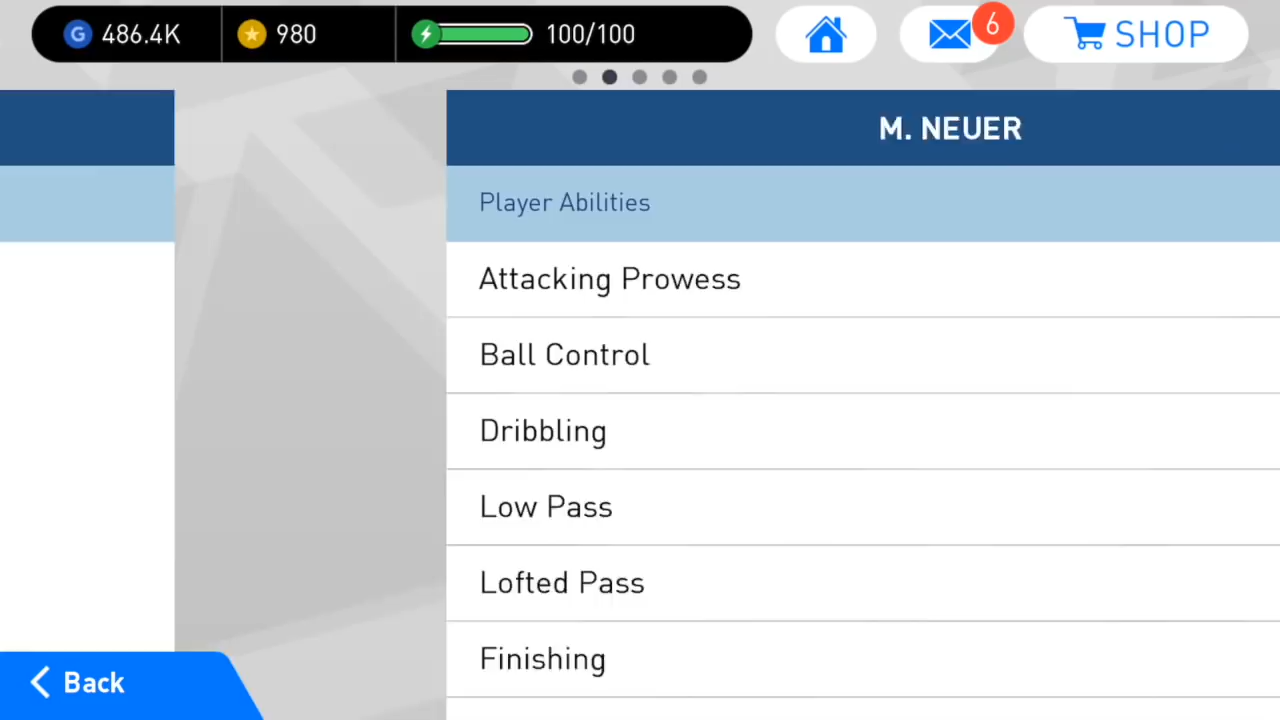 G 486.4K 980 100/100 6 SHOP
M. NEUER
Player Abilities
Attacking Prowess
Ball Control
Dribbling
Low Pass
Lofted Pass
Finishing
Back